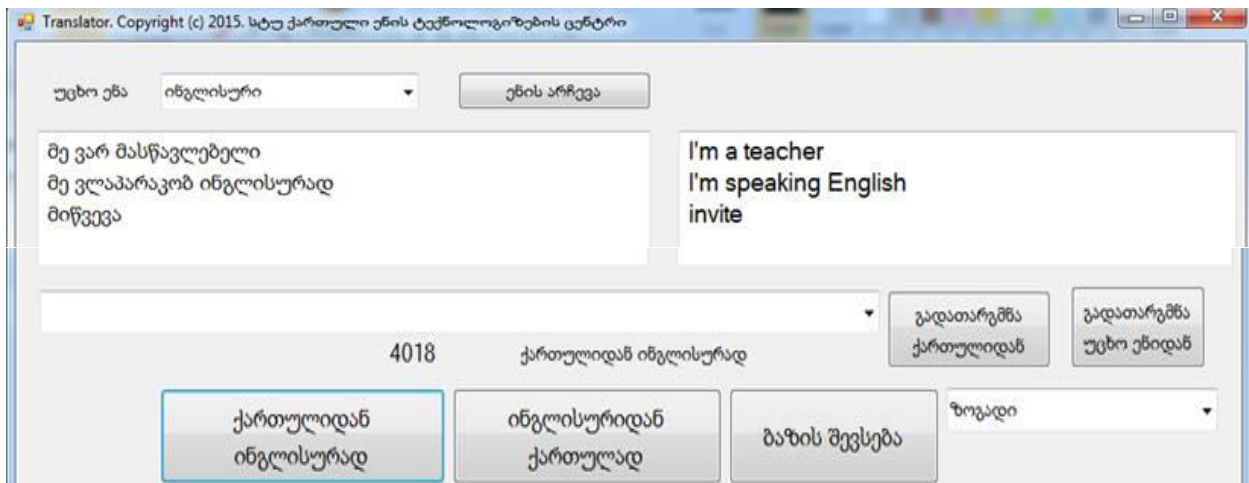 Translator. Copyright (c) 2015. სტუ ქართული ენის ტექნოლოგიზების ცენტრი
უცხო ენა
ინგლისური
ენის არჩევა
მე ვარ მასწავლებელი
მე ვლაპარაკობ ინგლისურად
მიწვევა
I'm a teacher
I'm speaking English
invite
გადათარგმნა
ქართულიდან
გადათარგმნა
უცხო ენიდან
4018
ქართულიდან ინგლისურად
ქართულიდან
ინგლისურად
ინგლისურიდან
ქართულად
ბაზის შევსება
ზოგადი